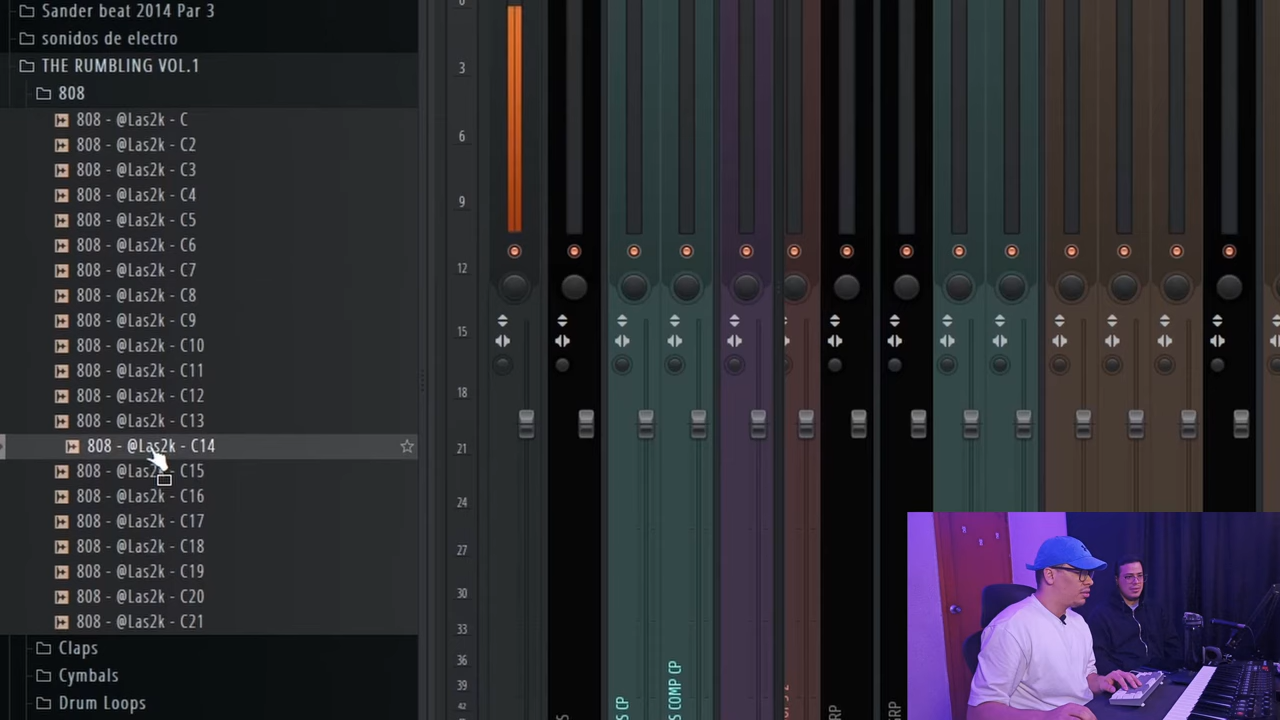 Sander beat 2014 Par 3
sonidos de electro
THE RUMBLING VOL.1
808
808 - @Las2k - C
808 - @Las2k - C2
808 - @Las2k - C3
808 - @Las2k - C4
808 - @Las2k - C5
808 - @Las2k - C6
808 - @Las2k - C7
808 - @Las2k - C8
808 - @Las2k - C9
808 - @Las2k - C10
808 - @Las2k - C11
808 - @Las2k - C12
808 - @Las2k - C13
808 - @Las2k - C14
808 - @Las2k - C15
808 - @Las2k - C16
808 - @Las2k - C17
808 - @Las2k - C18
808 - @Las2k - C19
808 - @Las2k - C20
808 - @Las2k - C21
Claps
Cymbals
Drum Loops
3
6
9
12
15
18
21
24
27
30
33
36
39
42
S CP
S COMP CP